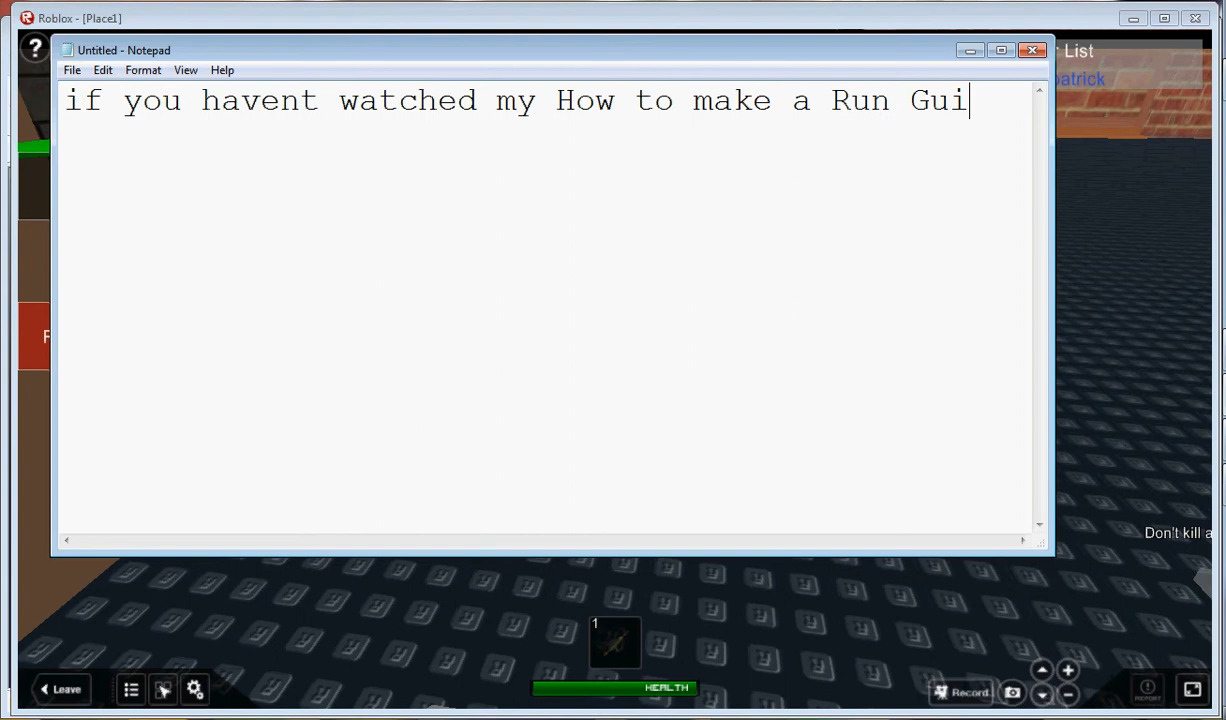 Roblox - [Place1]
?
Untitled - Notepad
List
File Edit Format View Help
patrick
if you havent watched my How to make a Run Gui
Don't kill a
1
HEALTH
Leave
Record
REPORT